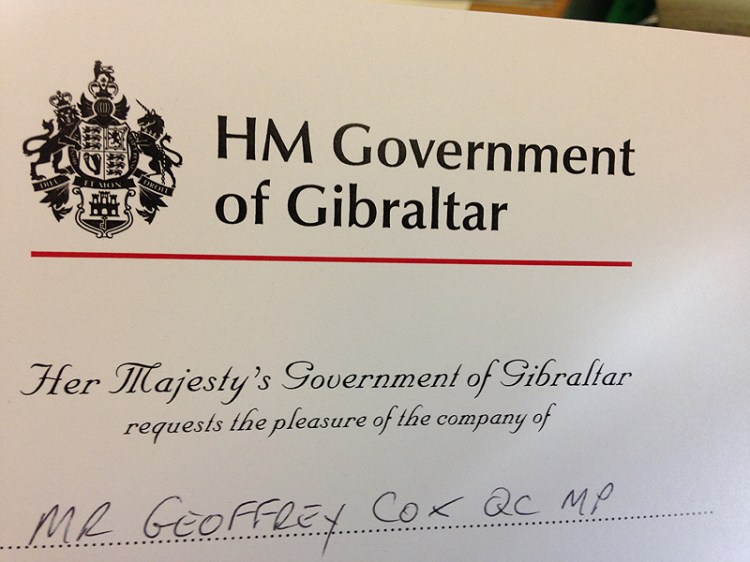 DIEU ET MON DROIT
HM Government
of Gibraltar
Her Majesty's Government of Gibraltar
requests the pleasure of the company of
MR GEOFFREY COX QC MP